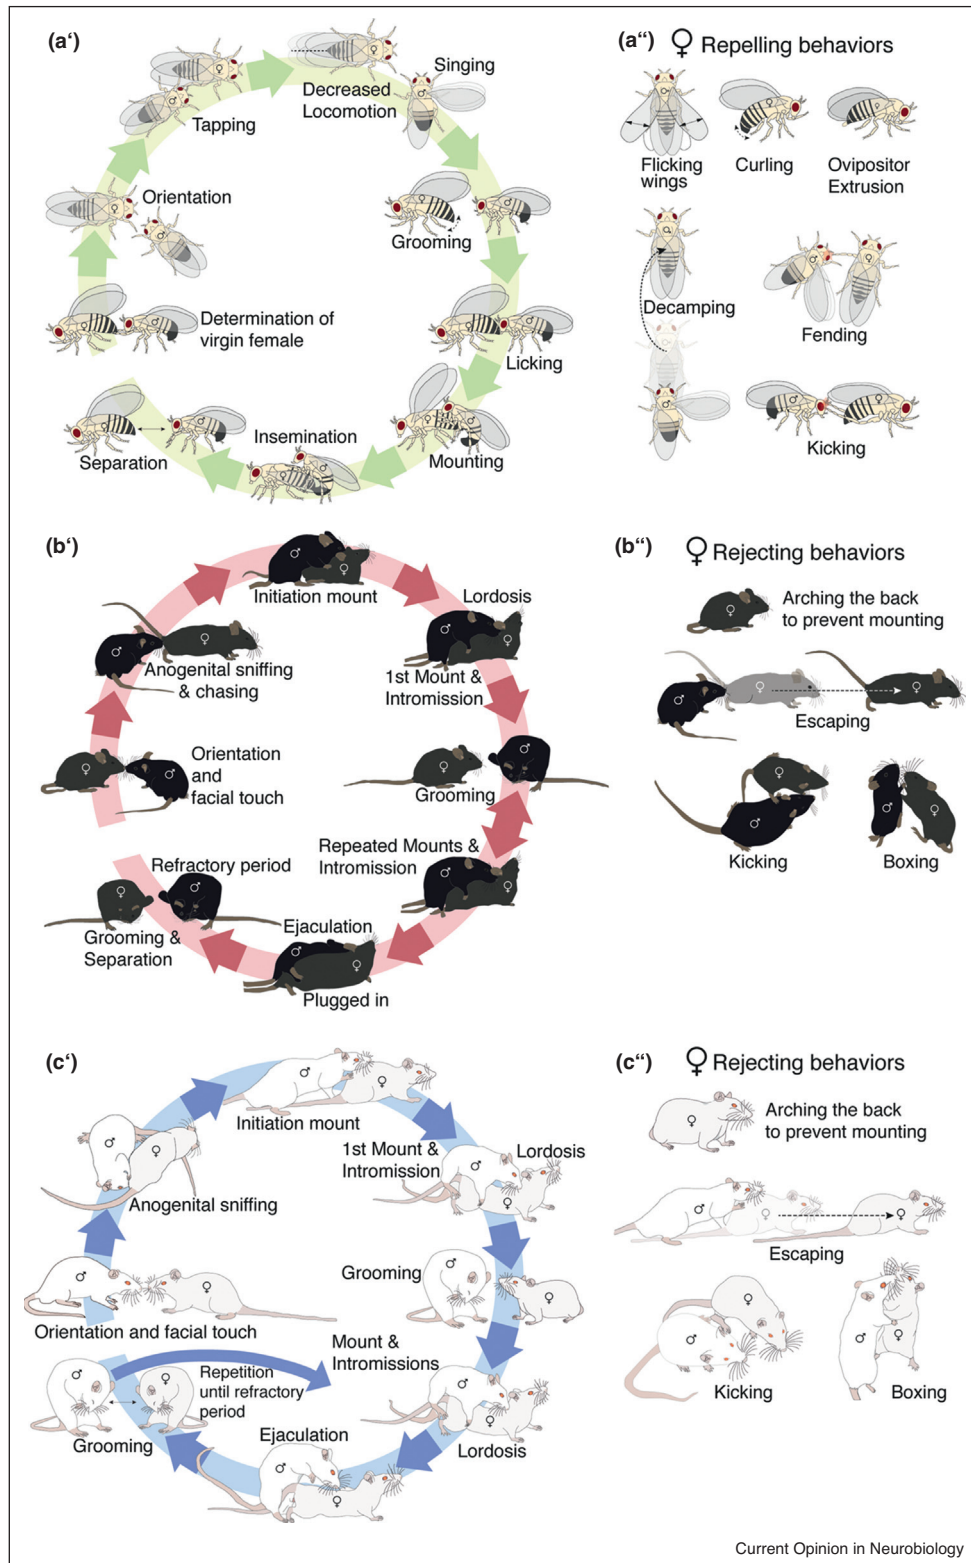 (a‘)
Singing
Decreased
Locomotion
Tapping
Orientation
Grooming
Determination of
virgin female
Licking
Insemination
Separation
Mounting
(a“)
♀ Repelling behaviors
Flicking
wings
Curling
Ovipositor
Extrusion
Decamping
Fending
Kicking
(b‘)
Initiation mount
Lordosis
Anogenital sniffing
& chasing
1st Mount &
Intromission
Orientation
and
facial touch
Grooming
Repeated Mounts &
Intromission
Refractory period
Ejaculation
Grooming &
Separation
Plugged in
(b“)
♀ Rejecting behaviors
Arching the back
to prevent mounting
Escaping
Kicking
Boxing
(c‘)
Initiation mount
1st Mount &
Intromission
Lordosis
Anogenital sniffing
Grooming
Orientation and facial touch
Mount &
Intromissions
Repetition
until refractory
period
Grooming
Ejaculation
Lordosis
(c“)
♀ Rejecting behaviors
Arching the back
to prevent mounting
Escaping
Kicking
Boxing
Current Opinion in Neurobiology